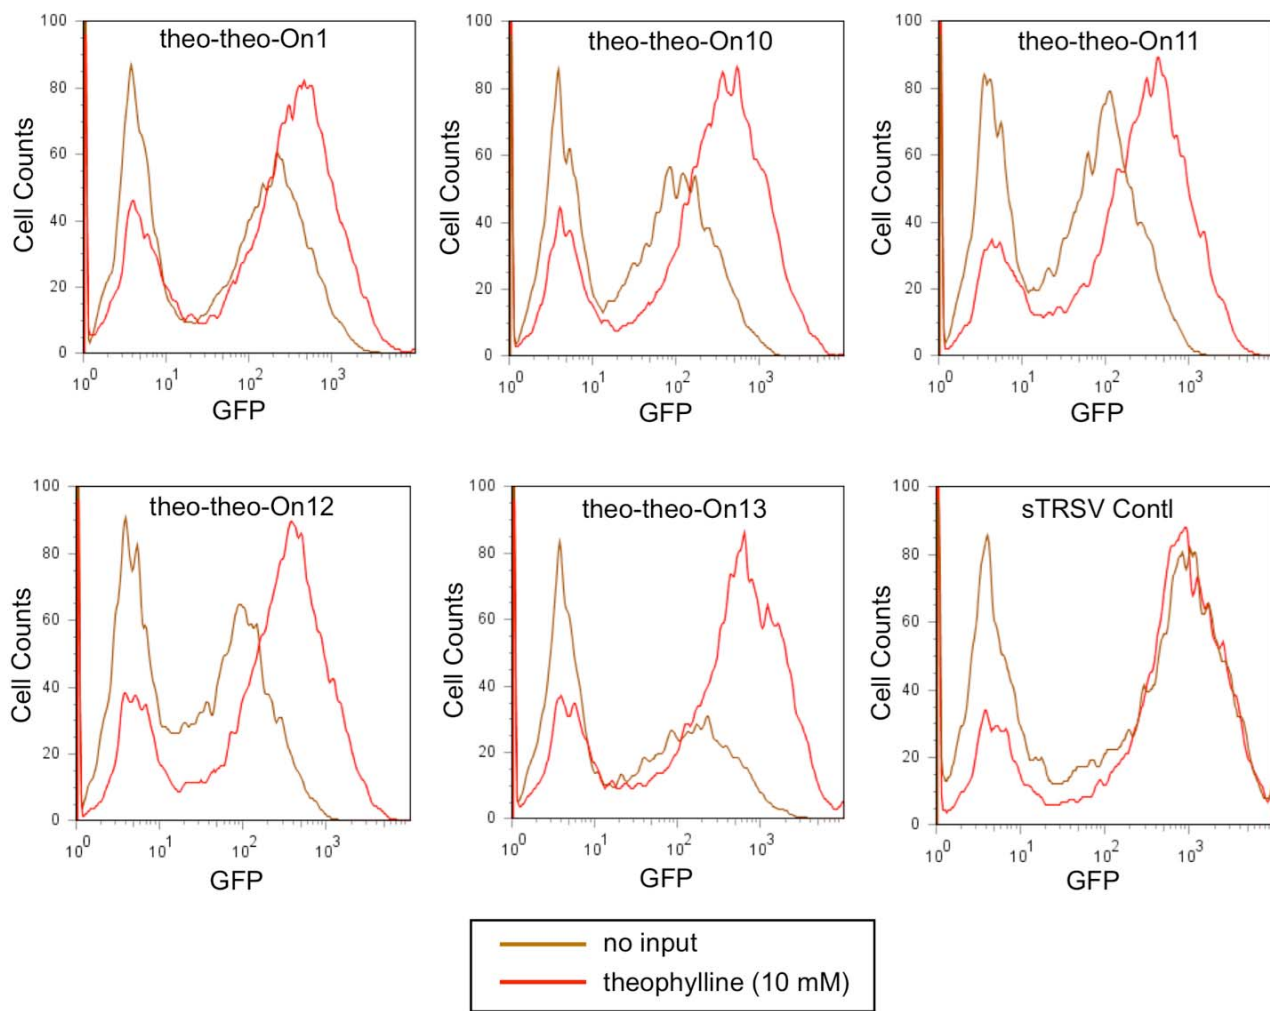 theo-theo-On1
100
80
60
40
20
0
Cell Counts
10^0 10^1 10^2 10^3
GFP
theo-theo-On10
100
80
60
40
20
0
Cell Counts
10^0 10^1 10^2 10^3
GFP
theo-theo-On11
100
80
60
40
20
0
Cell Counts
10^0 10^1 10^2 10^3
GFP
theo-theo-On12
100
80
60
40
20
0
Cell Counts
10^0 10^1 10^2 10^3
GFP
theo-theo-On13
100
80
60
40
20
0
Cell Counts
10^0 10^1 10^2 10^3
GFP
sTRSV Contl
100
80
60
40
20
0
Cell Counts
10^0 10^1 10^2 10^3
GFP
no input
theophylline (10 mM)